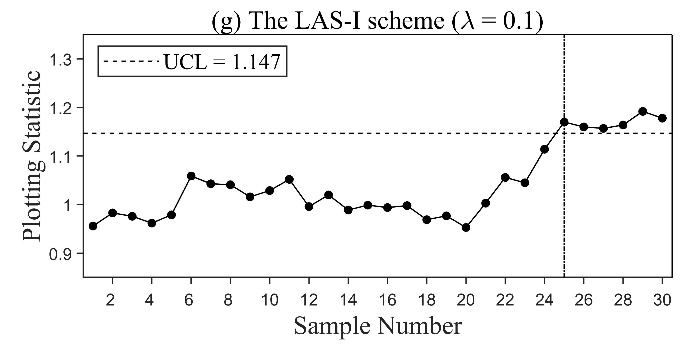 (g) The LAS-I scheme (λ = 0.1)
UCL = 1.147
Plotting Statistic
1.3
1.2
1.1
1
0.9
2 4 6 8 10 12 14 16 18 20 22 24 26 28 30
Sample Number